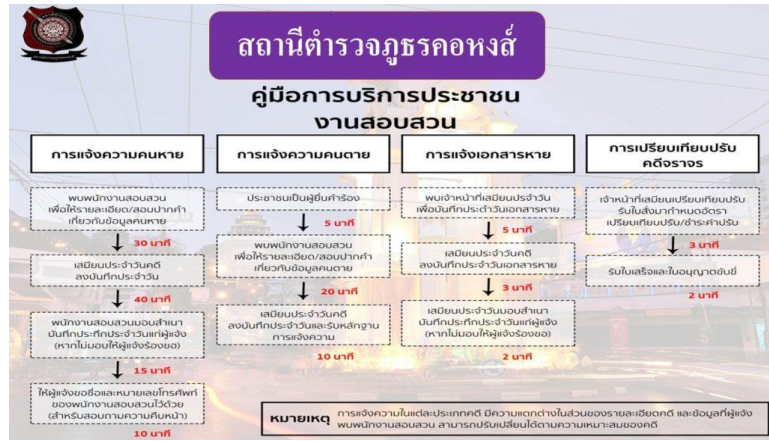 สถานีตำรวจภูธรคอหงส์
คู่มือการบริการประชาชน
งานสอบสวน
การแจ้งความคนหาย
พบพนักงานสอบสวน
เพื่อให้รายละเอียด/สอบปากคำ
เกี่ยวกับข้อมูลคนหาย
30 นาที
เสมียนประจำวันคดี
ลงบันทึกประจำวัน
40 นาที
พนักงานสอบสวนมอบสำเนา
บันทึกประทึกประจำวันแก่ผู้แจ้ง
(หากไม่มอบให้ผู้แจ้งร้องขอ)
15 นาที
ให้ผู้แจ้งขอชื่อและหมายเลขโทรศัพท์
ของพนักงานสอบสวนไว้ด้วย
(สำหรับสอบถามความคืบหน้า)
10 นาที
การแจ้งความคนตาย
ประชาชนเป็นผู้ยื่นคำร้อง
5 นาที
พบพนักงานสอบสวน
เพื่อให้รายละเอียด/สอบปากคำ
เกี่ยวกับข้อมูลคนตาย
20 นาที
เสมียนประจำวันคดี
ลงบันทึกประจำวันและรับหลักฐาน
การแจ้งความ
10 นาที
การแจ้งเอกสารหาย
พบเจ้าหน้าที่เสมียนประจำวัน
เพื่อบันทึกประจำวันเอกสารหาย
5 นาที
เสมียนประจำวันคดี
ลงบันทึกประจำวันเอกสารหาย
3 นาที
เสมียนประจำวันมอบสำเนา
บันทึกประทึกประจำวันแก่ผู้แจ้ง
(หากไม่มอบให้ผู้แจ้งร้องขอ)
2 นาที
การเปรียบเทียบปรับ
คดีจราจร
เจ้าหน้าที่เสมียนเปรียบเทียบปรับ
รับใบสั่งมากำหนดอัตรา
เปรียบเทียบปรับ/ชำระค่าปรับ
3 นาที
รับใบเสร็จและใบอนุญาตขับขี่
2 นาที
หมายเหตุ การแจ้งความในแต่ละประเภทคดี มีความแตกต่างในส่วนของรายละเอียดคดี และข้อมูลที่ผู้แจ้ง
พบพนักงานสอบสวน สามารถปรับเปลี่ยนได้ตามความเหมาะสมของคดี